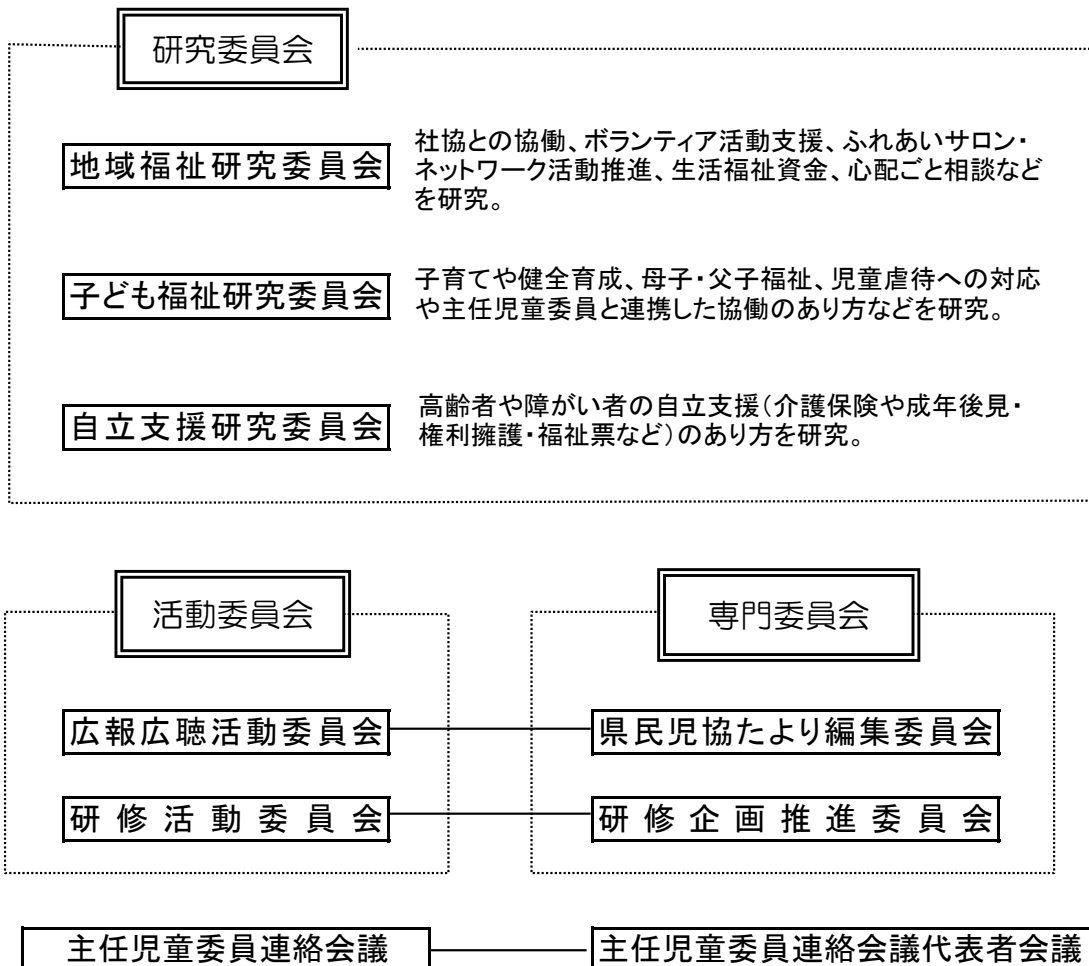 研究委員会
地域福祉研究委員会
社協との協働、ボランティア活動支援、ふれあいサロン・
ネットワーク活動推進、生活福祉資金、心配ごと相談など
を研究。
子ども福祉研究委員会
子育てや健全育成、母子・父子福祉、児童虐待への対応
や主任児童委員と連携した協働のあり方などを研究。
自立支援研究委員会
高齢者や障がい者の自立支援(介護保険や成年後見・
権利擁護・福祉票など)のあり方を研究。
活動委員会
専門委員会
広報広聴活動委員会
県民児協たより編集委員会
研修活動委員会
研修企画推進委員会
主任児童委員連絡会議
主任児童委員連絡会議代表者会議